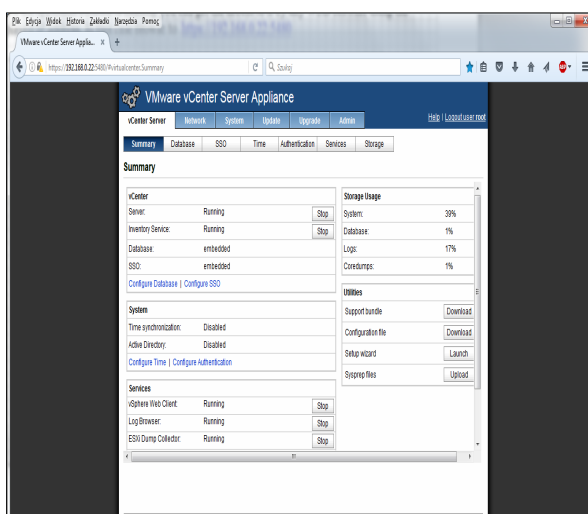 Plik Edycja Widok Historia Zakładki Narzędzia Pomoc
VMware vCenter Server Applia... × +
https://192.168.0.22:5480/#virtualcenter.Summary Szukaj
VMware vCenter Server Appliance
vCenter Server Network System Update Upgrade Admin Help | Logout user root
Summary Database SSO Time Authentication Services Storage
Summary
vCenter
Server: Running Stop
Inventory Service: Running Stop
Database: embedded
SSO: embedded
Configure Database | Configure SSO
System
Time synchronization: Disabled
Active Directory: Disabled
Configure Time | Configure Authentication
Services
vSphere Web Client: Running Stop
Log Browser: Running Stop
ESXi Dump Collector: Running Stop
Storage Usage
System: 39%
Database: 1%
Logs: 17%
Coredumps: 1%
Utilities
Support bundle Download
Configuration file Download
Setup wizard Launch
Sysprep files Upload